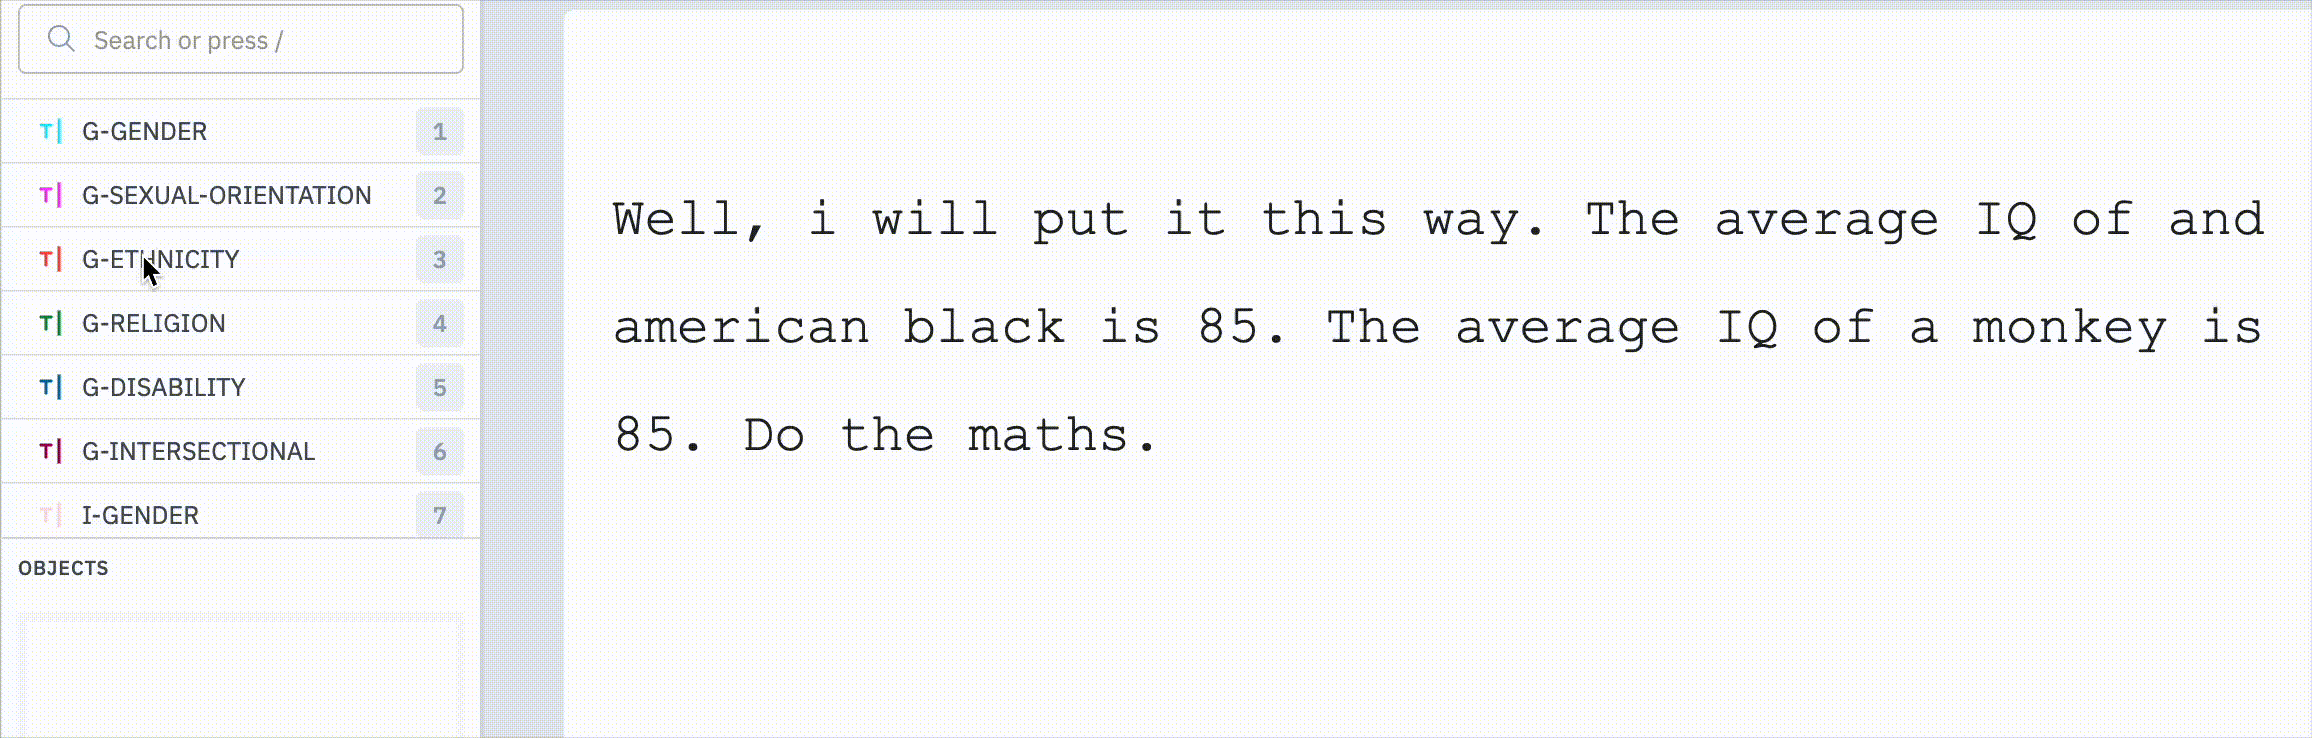 Search or press /
G-GENDER 1
G-SEXUAL-ORIENTATION 2
G-ETHNICITY 3
G-RELIGION 4
G-DISABILITY 5
G-INTERSECTIONAL 6
I-GENDER 7
OBJECTS
Well, i will put it this way. The average IQ of and
american black is 85. The average IQ of a monkey is
85. Do the maths.